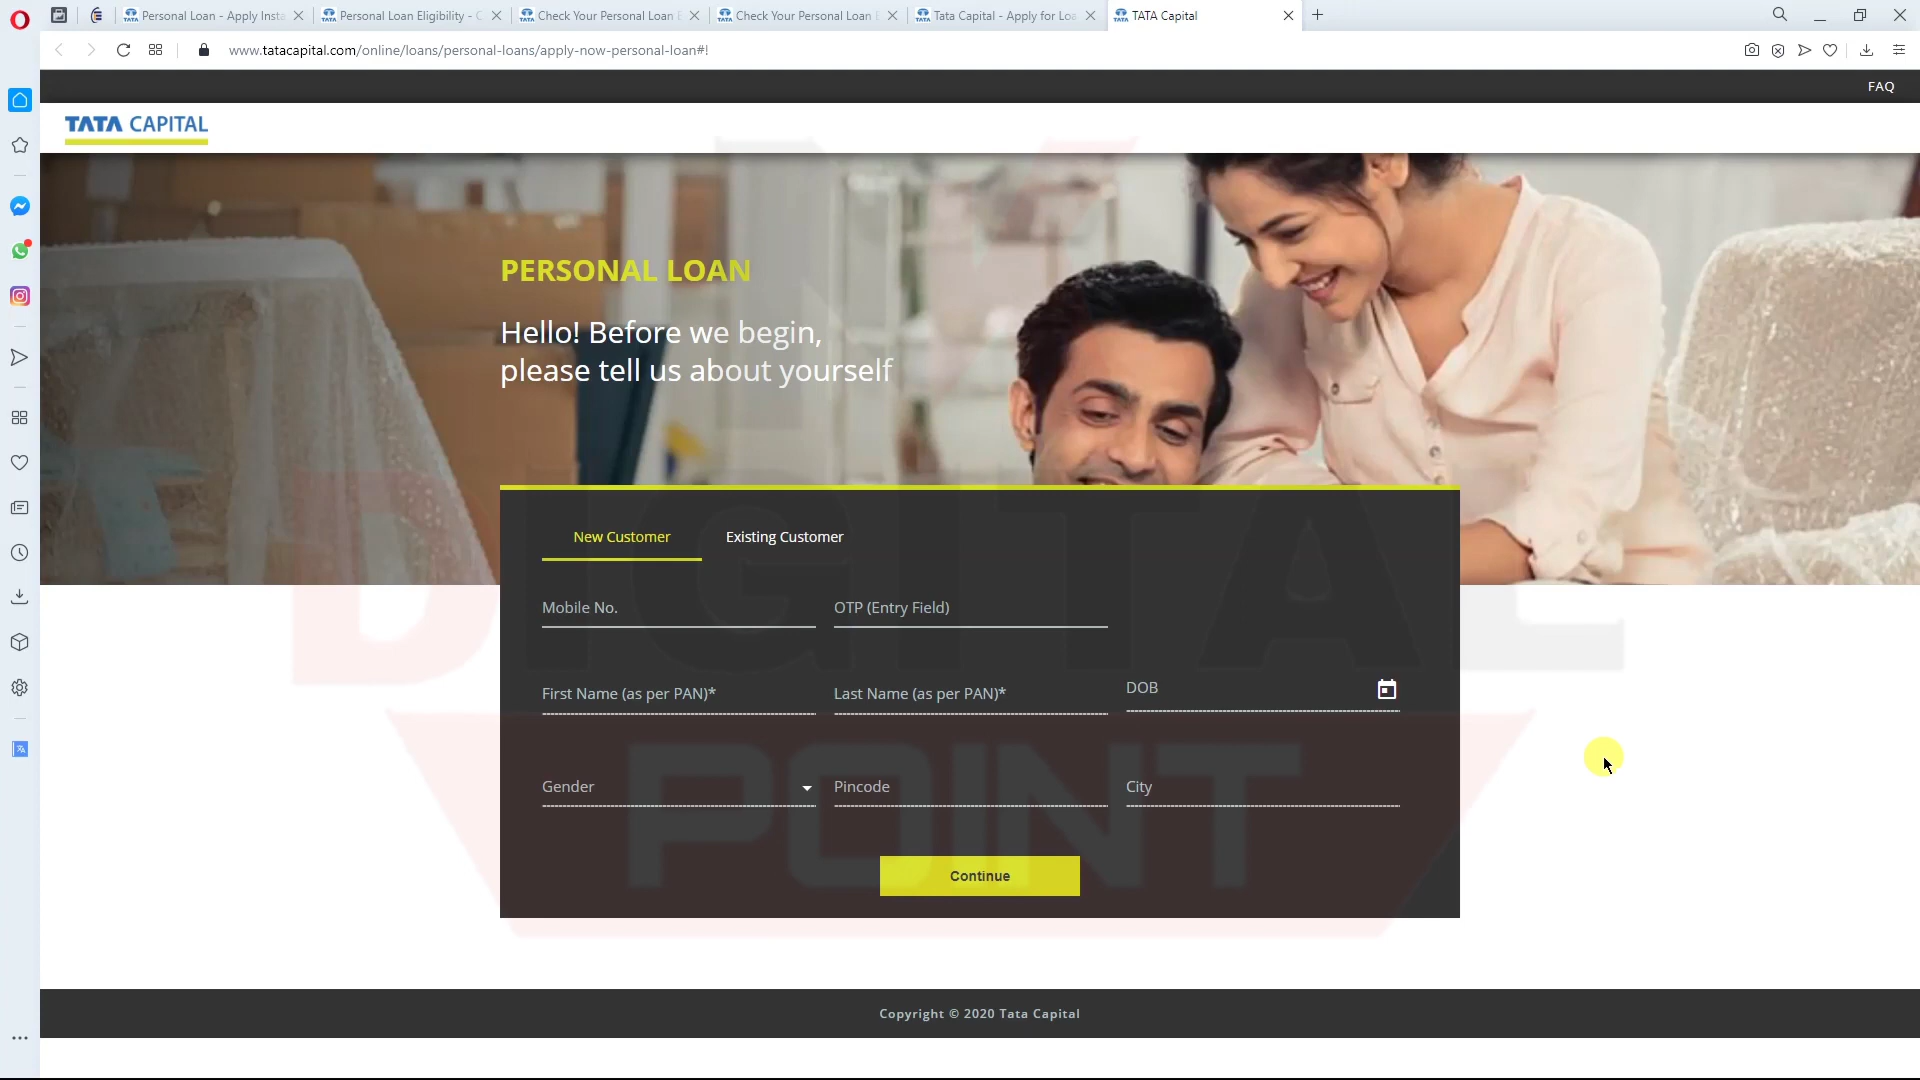 Personal Loan - Apply Insta
Personal Loan Eligibility - C
Check Your Personal Loan E
Check Your Personal Loan E
Tata Capital - Apply for Loa
TATA Capital
www.tatacapital.com/online/loans/personal-loans/apply-now-personal-loan#!
FAQ
TATA CAPITAL
PERSONAL LOAN
Hello! Before we begin,
please tell us about yourself
New Customer
Existing Customer
Mobile No.
OTP (Entry Field)
First Name (as per PAN)*
Last Name (as per PAN)*
DOB
Gender
Pincode
City
Continue
DIGITAL
POINT
Copyright © 2020 Tata Capital